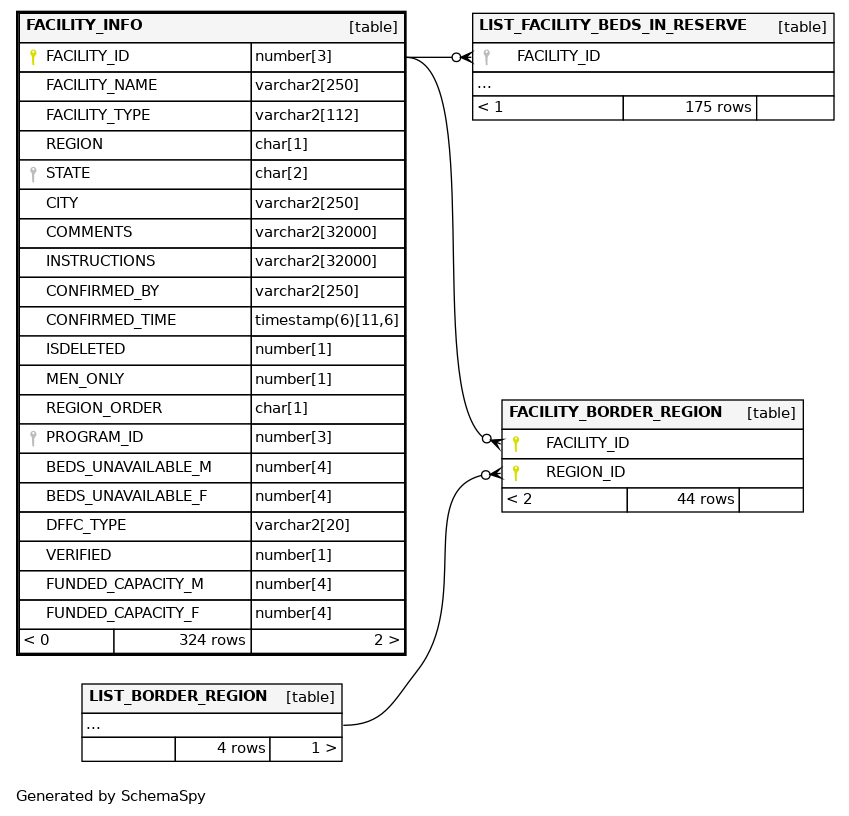 FACILITY_INFO [table]
FACILITY_ID number[3]
FACILITY_NAME varchar2[250]
FACILITY_TYPE varchar2[112]
REGION char[1]
STATE char[2]
CITY varchar2[250]
COMMENTS varchar2[32000]
INSTRUCTIONS varchar2[32000]
CONFIRMED_BY varchar2[250]
CONFIRMED_TIME timestamp(6)[11,6]
ISDELETED number[1]
MEN_ONLY number[1]
REGION_ORDER char[1]
PROGRAM_ID number[3]
BEDS_UNAVAILABLE_M number[4]
BEDS_UNAVAILABLE_F number[4]
DFFC_TYPE varchar2[20]
VERIFIED number[1]
FUNDED_CAPACITY_M number[4]
FUNDED_CAPACITY_F number[4]
< 0 324 rows 2 >
LIST_FACILITY_BEDS_IN_RESERVE [table]
FACILITY_ID
...
< 1 175 rows
FACILITY_BORDER_REGION [table]
FACILITY_ID
REGION_ID
< 2 44 rows
LIST_BORDER_REGION [table]
...
4 rows 1 >
Generated by SchemaSpy